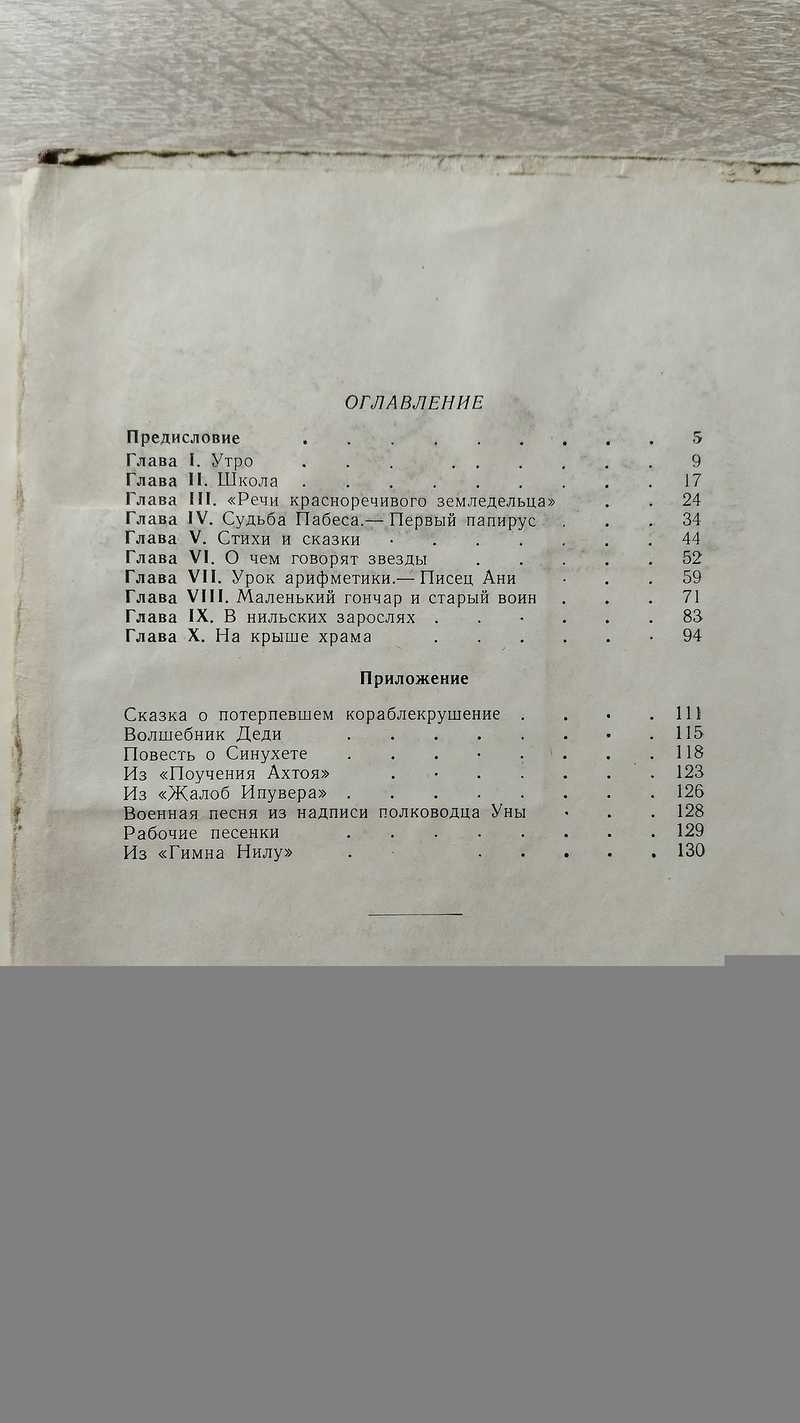 ОГЛАВЛЕНИЕ
Предисловие . . . . . . . . . 5
Глава I. Утро . . . . . . . . . 9
Глава II. Школа . . . . . . . . . 17
Глава III. «Речи красноречивого земледельца» . . 24
Глава IV. Судьба Пабеса.— Первый папирус . . . 34
Глава V. Стихи и сказки . . . . . . . 44
Глава VI. О чем говорят звезды . . . . . 52
Глава VII. Урок арифметики.— Писец Ани . . . 59
Глава VIII. Маленький гончар и старый воин . . . 71
Глава IX. В нильских зарослях . . . . . . 83
Глава X. На крыше храма . . . . . . 94
Приложение
Сказка о потерпевшем кораблекрушение . . . . 111
Волшебник Деди . . . . . . . . 115
Повесть о Синухете . . . . . . . . 118
Из «Поучения Ахтоя» . . . . . . . 123
Из «Жалоб Ипувера» . . . . . . . . 126
Военная песня из надписи полководца Уны . . . 128
Рабочие песенки . . . . . . . . 129
Из «Гимна Нилу» . . . . . . 130